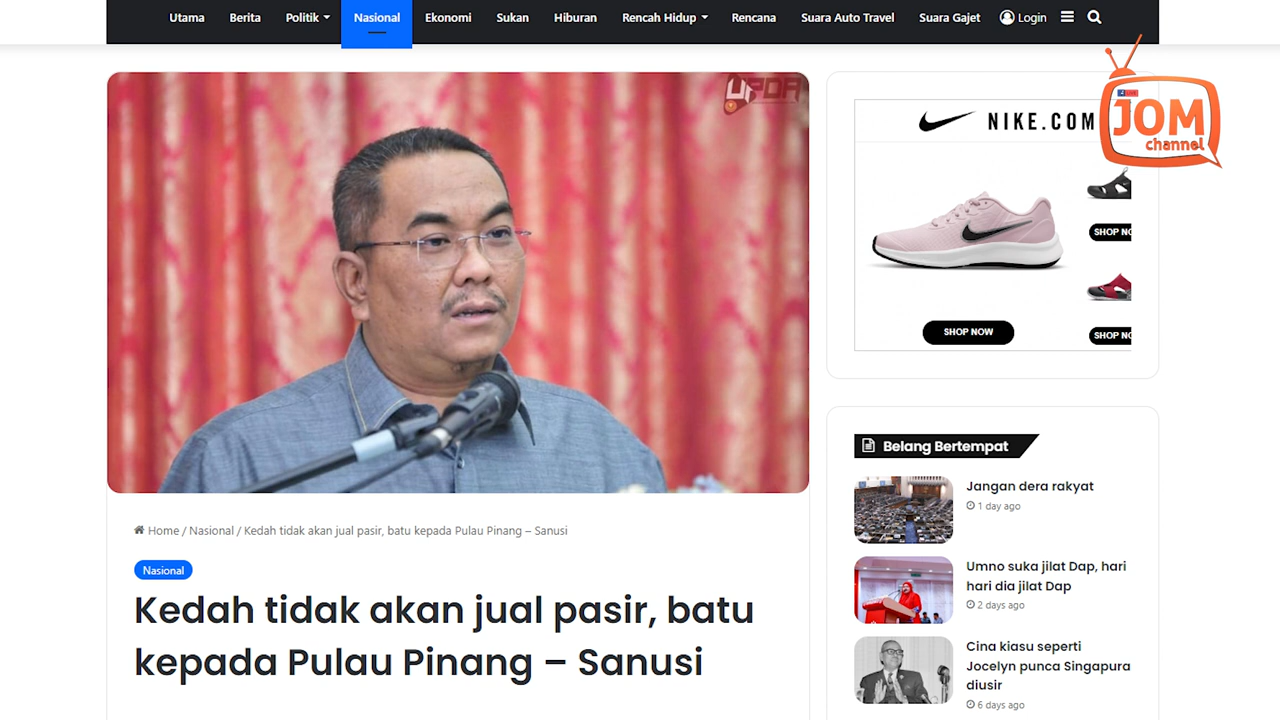 Utama Berita Politik Nasional Ekonomi Sukan Hiburan Rencah Hidup Rencana Suara Auto Travel Suara Gajet Login
UPDA
NIKE.COM
JOM
channel
SHOP NO
SHOP NOW
SHOP NO
Home / Nasional / Kedah tidak akan jual pasir, batu kepada Pulau Pinang – Sanusi
Nasional
Kedah tidak akan jual pasir, batu
kepada Pulau Pinang – Sanusi
Belang Bertempat
Jangan dera rakyat
1 day ago
Umno suka jilat Dap, hari
hari dia jilat Dap
2 days ago
Cina kiasu seperti
Jocelyn punca Singapura
diusir
6 days ago